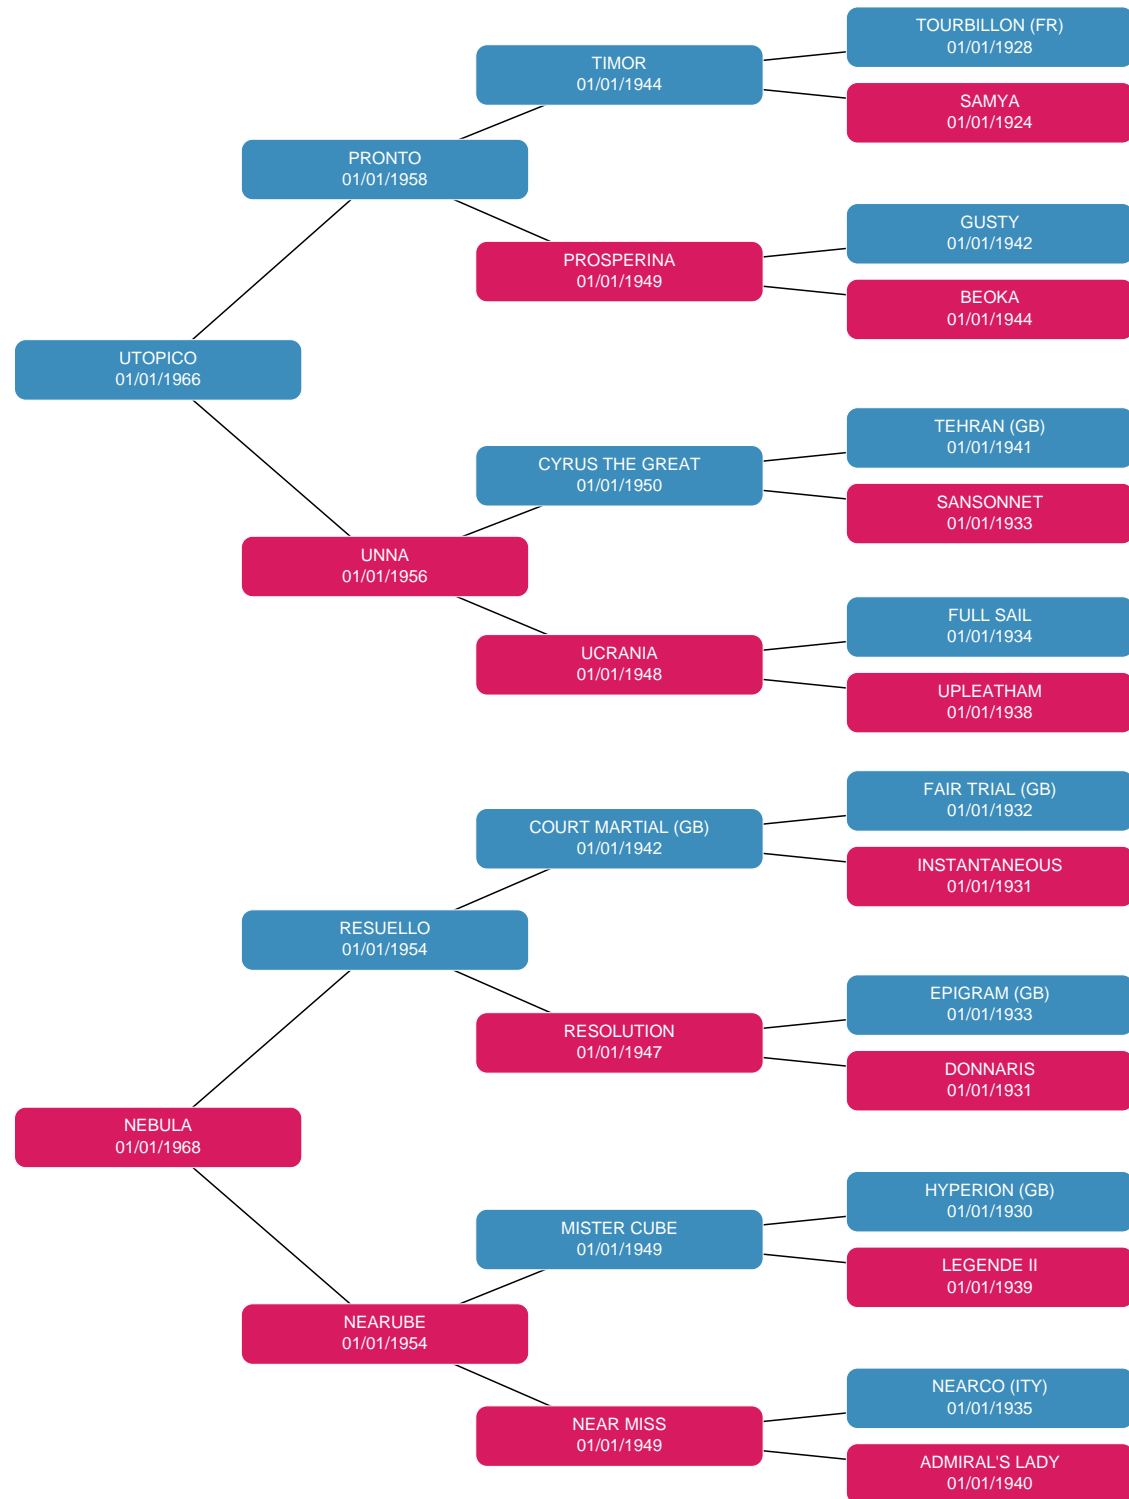 TOURBILLON (FR)
01/01/1928
TIMOR
01/01/1944
SAMYA
01/01/1924
PRONTO
01/01/1958
GUSTY
01/01/1942
PROSPERINA
01/01/1949
BEOKA
01/01/1944
UTOPICO
01/01/1966
TEHRAN (GB)
01/01/1941
CYRUS THE GREAT
01/01/1950
SANSONNET
01/01/1933
UNNA
01/01/1956
FULL SAIL
01/01/1934
UCRANIA
01/01/1948
UPLEATHAM
01/01/1938
FAIR TRIAL (GB)
01/01/1932
COURT MARTIAL (GB)
01/01/1942
INSTANTANEOUS
01/01/1931
RESUELLO
01/01/1954
EPIGRAM (GB)
01/01/1933
RESOLUTION
01/01/1947
DONNARIS
01/01/1931
NEBULA
01/01/1968
HYPERION (GB)
01/01/1930
MISTER CUBE
01/01/1949
LEGENDE II
01/01/1939
NEARUBE
01/01/1954
NEARCO (ITY)
01/01/1935
NEAR MISS
01/01/1949
ADMIRAL'S LADY
01/01/1940